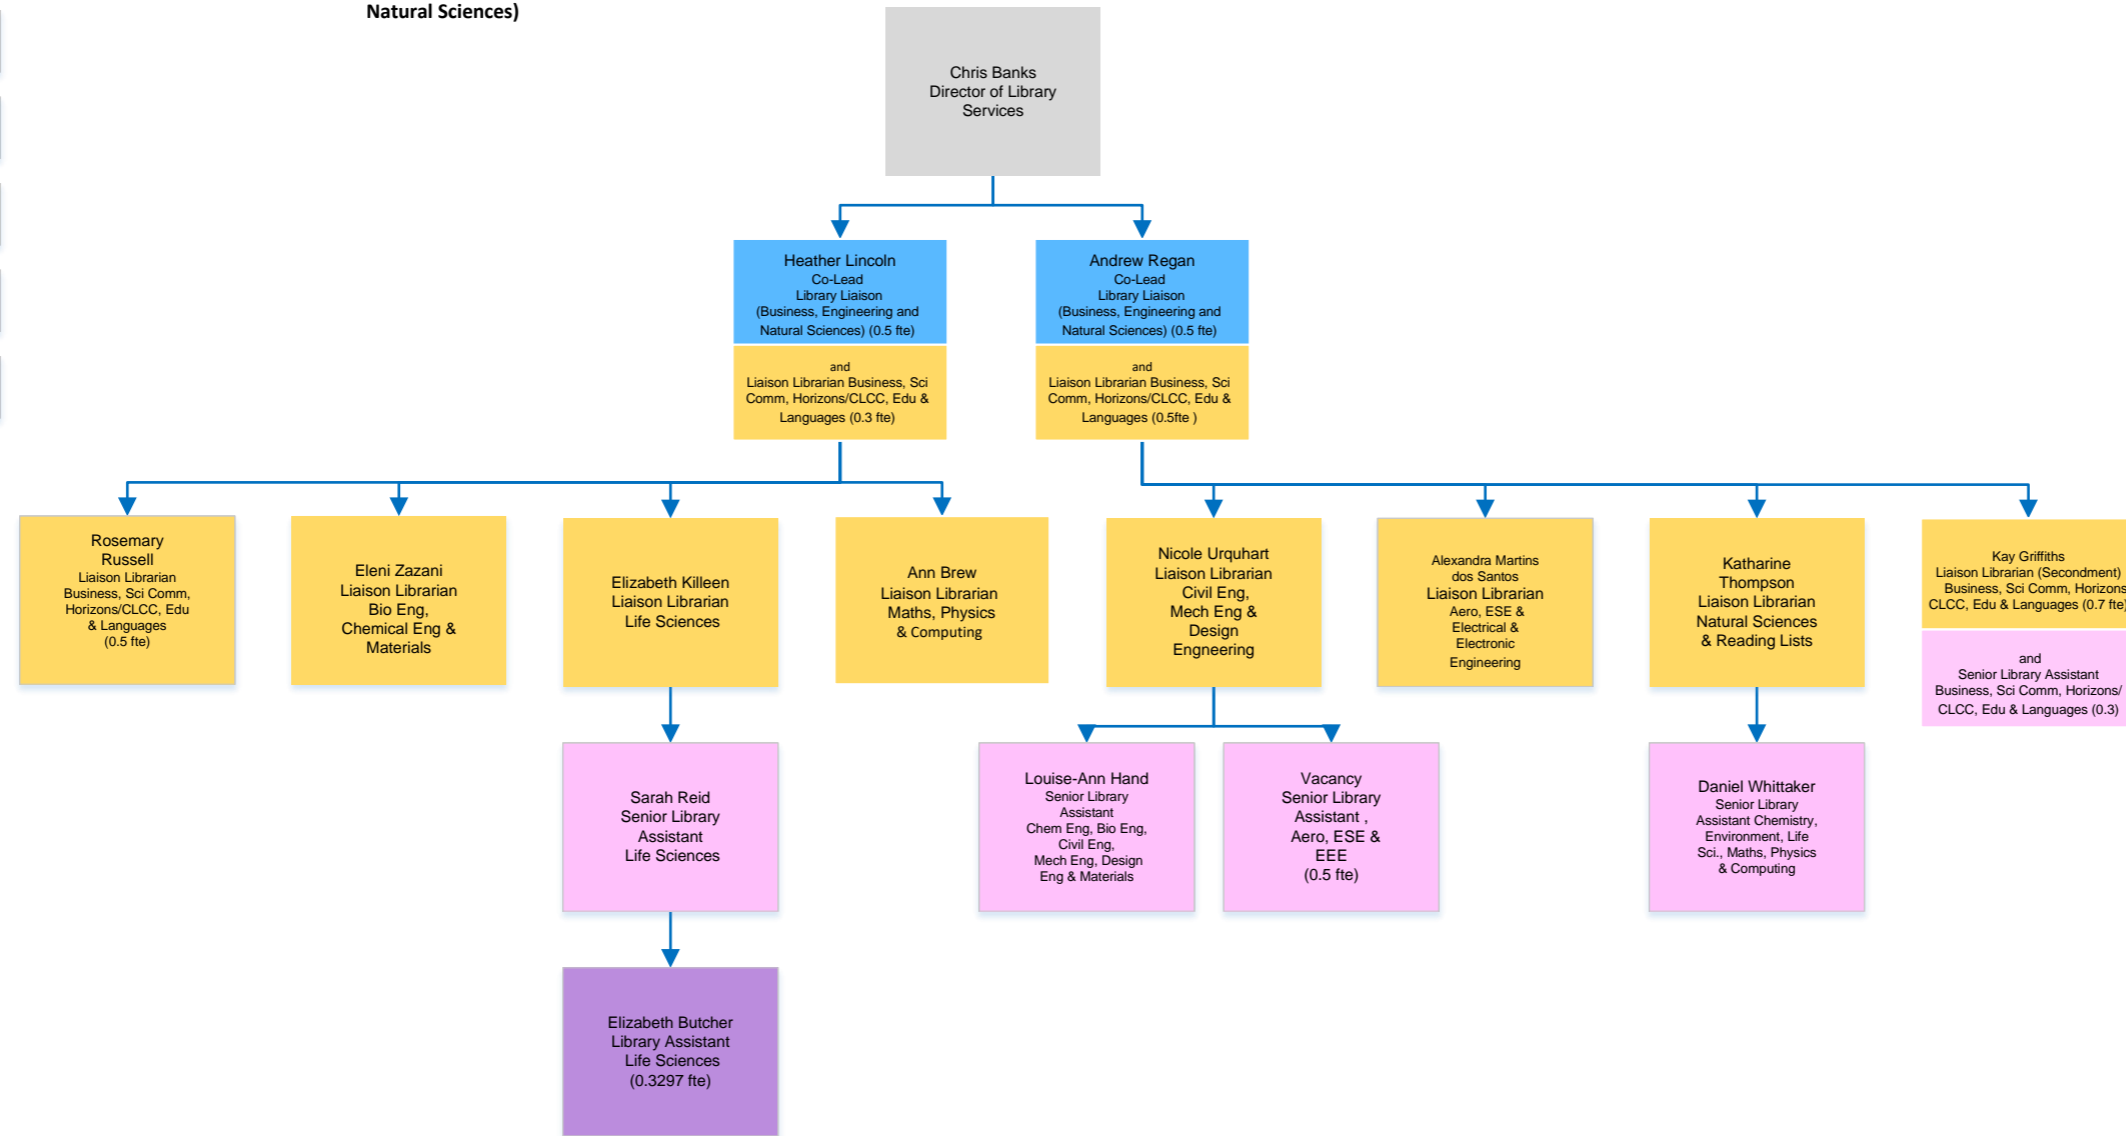 Natural Sciences)
Chris Banks
Director of Library
Services
Heather Lincoln
Co-Lead
Library Liaison
(Business, Engineering and
Natural Sciences) (0.5 fte)
and
Liaison Librarian Business, Sci
Comm, Horizons/CLCC, Edu &
Languages (0.3 fte)
Andrew Regan
Co-Lead
Library Liaison
(Business, Engineering and
Natural Sciences) (0.5 fte)
and
Liaison Librarian Business, Sci
Comm, Horizons/CLCC, Edu &
Languages (0.5fte )
Rosemary
Russell
Liaison Librarian
Business, Sci Comm,
Horizons/CLCC, Edu
& Languages
(0.5 fte)
Eleni Zazani
Liaison Librarian
Bio Eng,
Chemical Eng &
Materials
Elizabeth Killeen
Liaison Librarian
Life Sciences
Ann Brew
Liaison Librarian
Maths, Physics
& Computing
Nicole Urquhart
Liaison Librarian
Civil Eng,
Mech Eng &
Design
Engneering
Alexandra Martins
dos Santos
Liaison Librarian
Aero, ESE &
Electrical &
Electronic
Engineering
Katharine
Thompson
Liaison Librarian
Natural Sciences
& Reading Lists
Kay Griffiths
Liaison Librarian (Secondment)
Business, Sci Comm, Horizons
CLCC, Edu & Languages (0.7 fte)
and
Senior Library Assistant
Business, Sci Comm, Horizons/
CLCC, Edu & Languages (0.3)
Sarah Reid
Senior Library
Assistant
Life Sciences
Louise-Ann Hand
Senior Library
Assistant
Chem Eng, Bio Eng,
Civil Eng,
Mech Eng, Design
Eng & Materials
Vacancy
Senior Library
Assistant ,
Aero, ESE &
EEE
(0.5 fte)
Daniel Whittaker
Senior Library
Assistant Chemistry,
Environment, Life
Sci., Maths, Physics
& Computing
Elizabeth Butcher
Library Assistant
Life Sciences
(0.3297 fte)